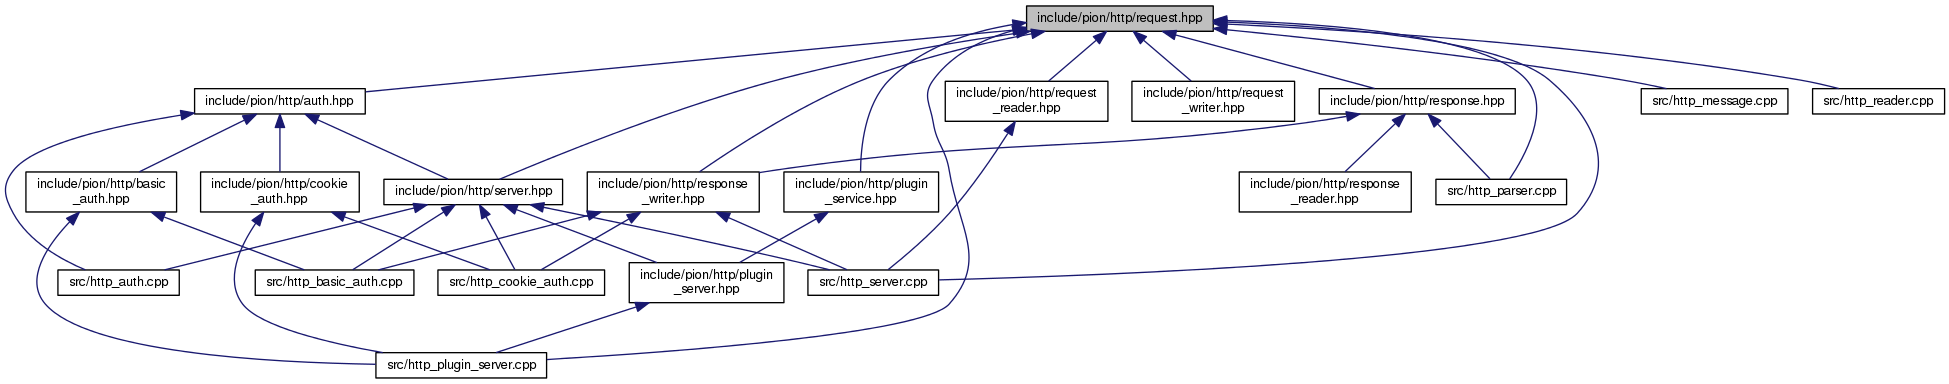 include/pion/http/request.hpp
include/pion/http/auth.hpp
include/pion/http/request
_reader.hpp
include/pion/http/request
_writer.hpp
include/pion/http/response.hpp
src/http_message.cpp
src/http_reader.cpp
include/pion/http/basic
_auth.hpp
include/pion/http/cookie
_auth.hpp
include/pion/http/server.hpp
include/pion/http/response
_writer.hpp
include/pion/http/plugin
_service.hpp
include/pion/http/response
_reader.hpp
src/http_parser.cpp
src/http_auth.cpp
src/http_basic_auth.cpp
src/http_cookie_auth.cpp
include/pion/http/plugin
_server.hpp
src/http_server.cpp
src/http_plugin_server.cpp